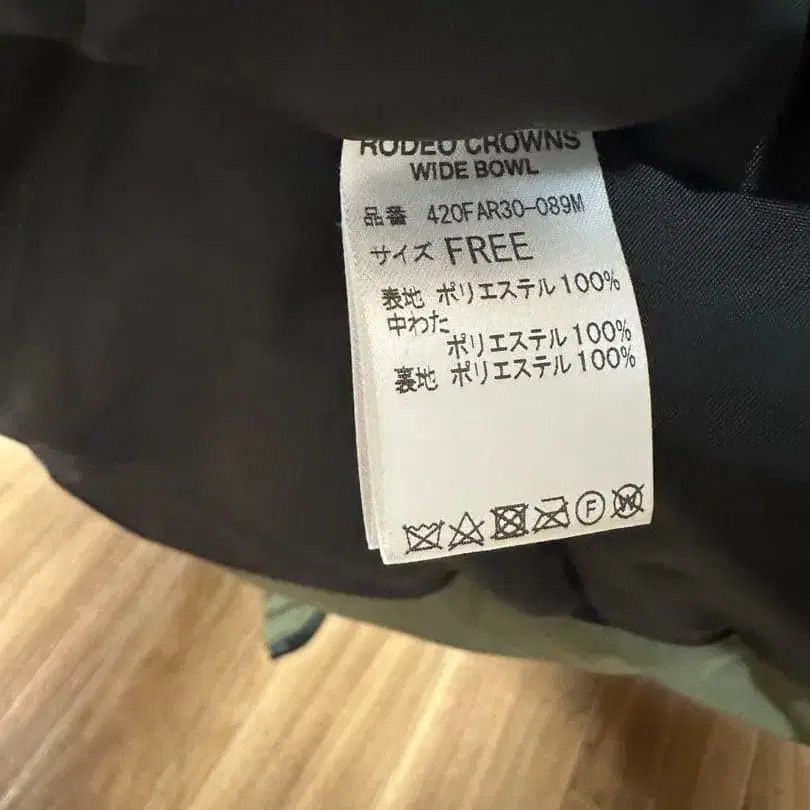 RODEO CROWNS
WIDE BOWL
品番 420FAR30-089M
サイズ FREE
表地 ポリエステル100%
中わた
ポリエステル100%
裏地 ポリエステル100%
F W